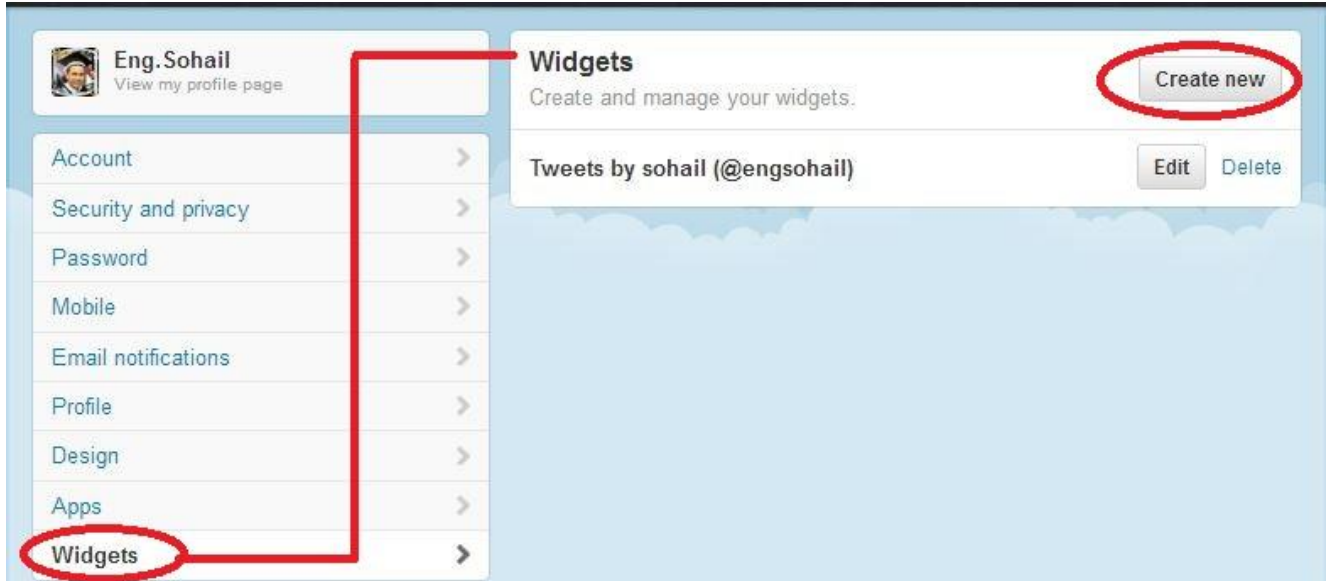 Eng.Sohail
View my profile page
Account
Security and privacy
Password
Mobile
Email notifications
Profile
Design
Apps
Widgets
Widgets
Create and manage your widgets.
Create new
Tweets by sohail (@engsohail)
Edit Delete